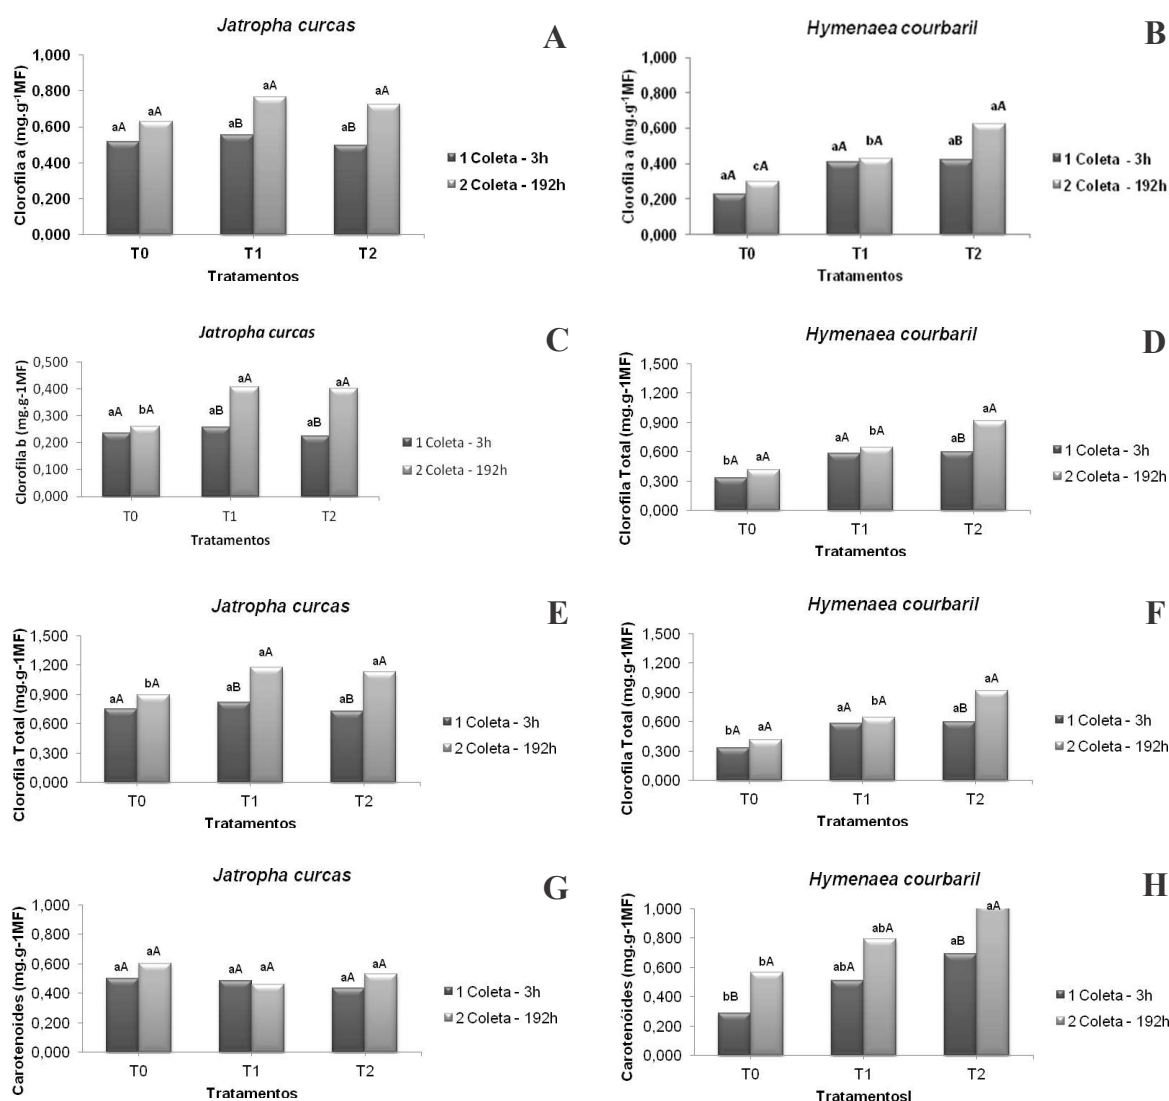 Jatropha curcas
A
Clorofila a (mg.g-1MF)
1,000
0,800
0,600
0,400
0,200
0,000
aA
aA
aB
aA
aB
aA
T0
T1
T2
Tratamentos
1 Coleta - 3h
2 Coleta - 192h
Hymenaea courbaril
B
Clorofila a (mg.g-1MF)
1,000
0,800
0,600
0,400
0,200
0,000
aA
cA
aA
bA
aB
aA
T0
T1
T2
Tratamentos
1 Coleta - 3h
2 Coleta - 192h
Jatropha curcas
C
Clorofila b (mg.g-1MF)
0,500
0,400
0,300
0,200
0,100
0,000
aA
bA
aB
aA
aB
aA
T0
T1
T2
Tratamentos
1 Coleta - 3h
2 Coleta - 192h
Hymenaea courbaril
D
Clorofila Total (mg.g-1MF)
1,500
1,200
0,900
0,600
0,300
0,000
bA
aA
aA
bA
aB
aA
T0
T1
T2
Tratamentos
1 Coleta - 3h
2 Coleta - 192h
Jatropha curcas
E
Clorofila Total (mg.g-1MF)
1,500
1,200
0,900
0,600
0,300
0,000
aA
bA
aB
aA
aB
aA
T0
T1
T2
Tratamentos
1 Coleta - 3h
2 Coleta - 192h
Hymenaea courbaril
F
Clorofila Total (mg.g-1MF)
1,500
1,200
0,900
0,600
0,300
0,000
bA
aA
aA
bA
aB
aA
T0
T1
T2
Tratamentos
1 Coleta - 3h
2 Coleta - 192h
Jatropha curcas
G
Carotenoides (mg.g-1MF)
1,000
0,800
0,600
0,400
0,200
0,000
aA
aA
aA
aA
aA
aA
T0
T1
T2
Tratamentos
1 Coleta - 3h
2 Coleta - 192h
Hymenaea courbaril
H
Carotenóides (mg.g-1MF)
1,000
0,800
0,600
0,400
0,200
0,000
bB
bA
abA
abA
aB
aA
T0
T1
T2
Tratamentosl
1 Coleta - 3h
2 Coleta - 192h